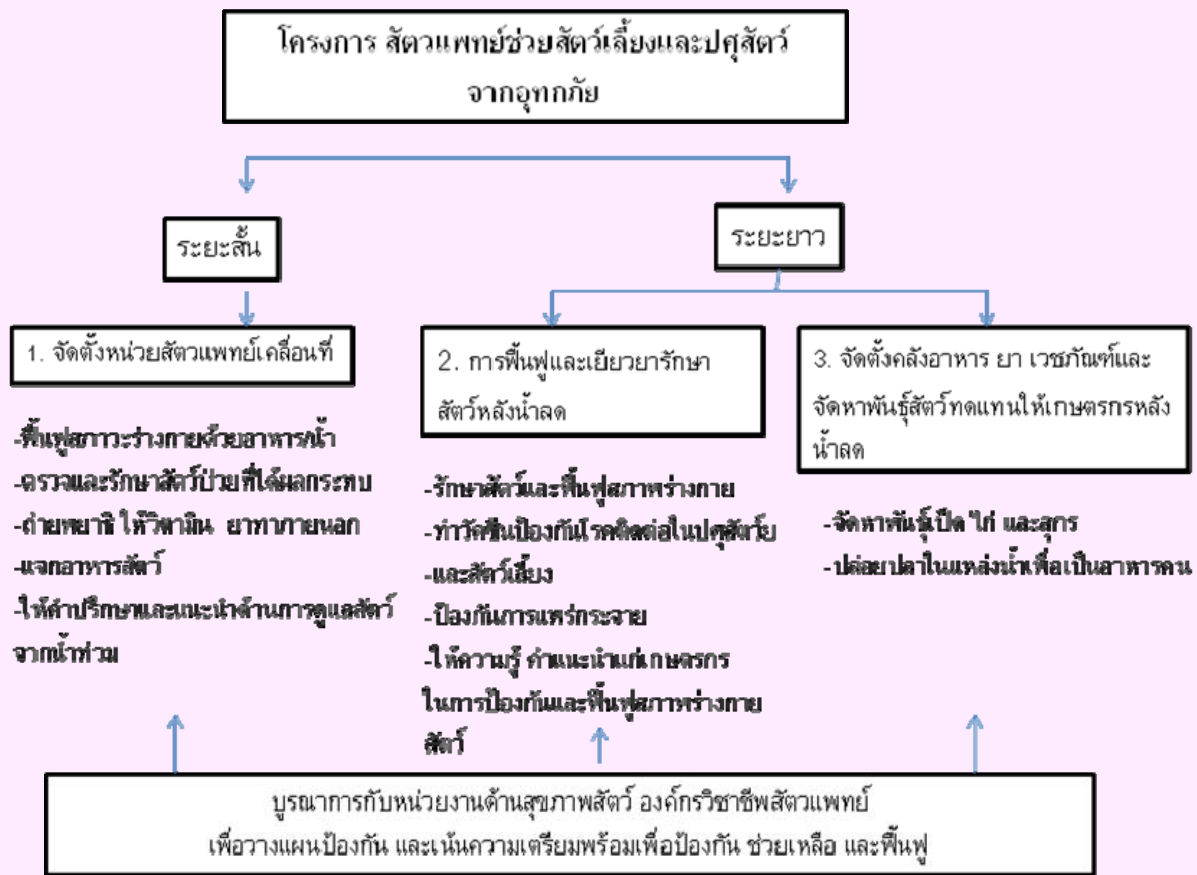 โครงการ สัตวแพทย์ช่วยสัตว์เลี้ยงและปศุสัตว์
จากอุทกภัย
ระยะสั้น
ระยะยาว
1. จัดตั้งหน่วยสัตวแพทย์เคลื่อนที่
-ฟื้นฟูสภาวะร่างกายด้วยอาหาร/น้ำ
-ตรวจและรักษาสัตว์ป่วยที่ได้ผลกระทบ
-ถ่ายพยาธิ ให้วิตามิน ยาทาภายนอก
-แจกอาหารสัตว์
-ให้คำปรึกษาและแนะนำด้านการดูแลสัตว์
จากน้ำท่วม
2. การฟื้นฟูและเยียวยารักษา
สัตว์หลังน้ำลด
-รักษาสัตว์และฟื้นฟูสภาพร่างกาย
-ทำวัคซีนป้องกันโรคติดต่อในปศุสัตว์ย
-และสัตว์เลี้ยง
-ป้องกันการแพร่กระจาย
-ให้ความรู้ คำแนะนำแก่เกษตรกร
ในการป้องกันและฟื้นฟูสภาพร่างกาย
สัตว์
3. จัดตั้งคลังอาหาร ยา เวชภัณฑ์และ
จัดหาพันธุ์สัตว์ทดแทนให้เกษตรกรหลัง
น้ำลด
-จัดหาพันธุ์เป็ด ไก่ และสุกร
-ปล่อยปลาในแหล่งน้ำเพื่อเป็นอาหารคน
บูรณาการกับหน่วยงานด้านสุขภาพสัตว์ องค์กรวิชาชีพสัตวแพทย์
เพื่อวางแผนป้องกัน และเน้นความเตรียมพร้อมเพื่อป้องกัน ช่วยเหลือ และฟื้นฟู